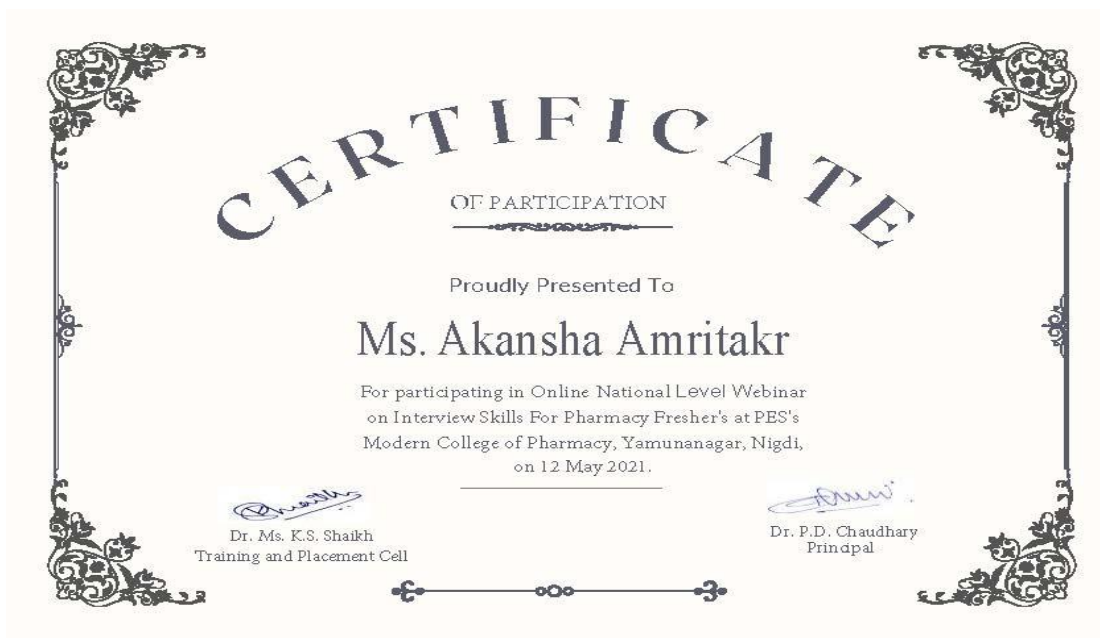 CERTIFICATE
OF PARTICIPATION
Proudly Presented To
Ms. Akansha Amritakr
For participating in Online National Level Webinar
on Interview Skills For Pharmacy Fresher's at PES's
Modern College of Pharmacy, Yamunanagar, Nigdi,
on 12 May 2021.
Dr. Ms. K.S. Shaikh
Training and Placement Cell
Dr. P.D. Chaudhary
Principal